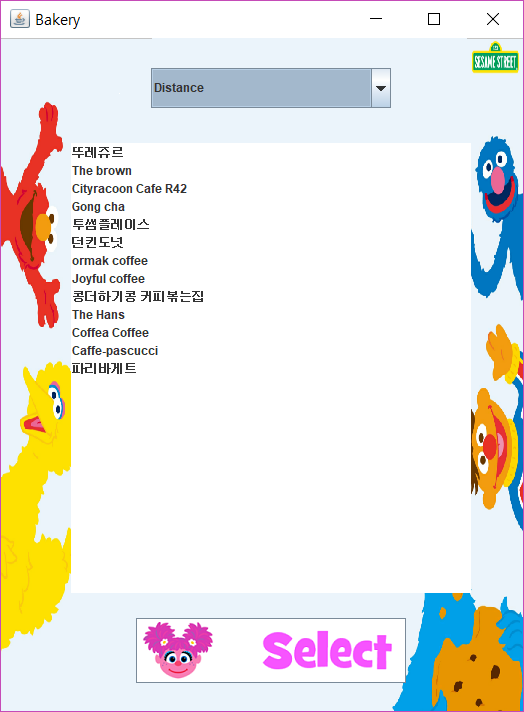 Bakery
SESAME STREET
Distance
뚜레쥬르
The brown
Cityracoon Cafe R42
Gong cha
투썸플레이스
던킨도넛
ormak coffee
Joyful coffee
콩더하기콩 커피볶는집
The Hans
Coffea Coffee
Caffe-pascucci
파리바게트
Select